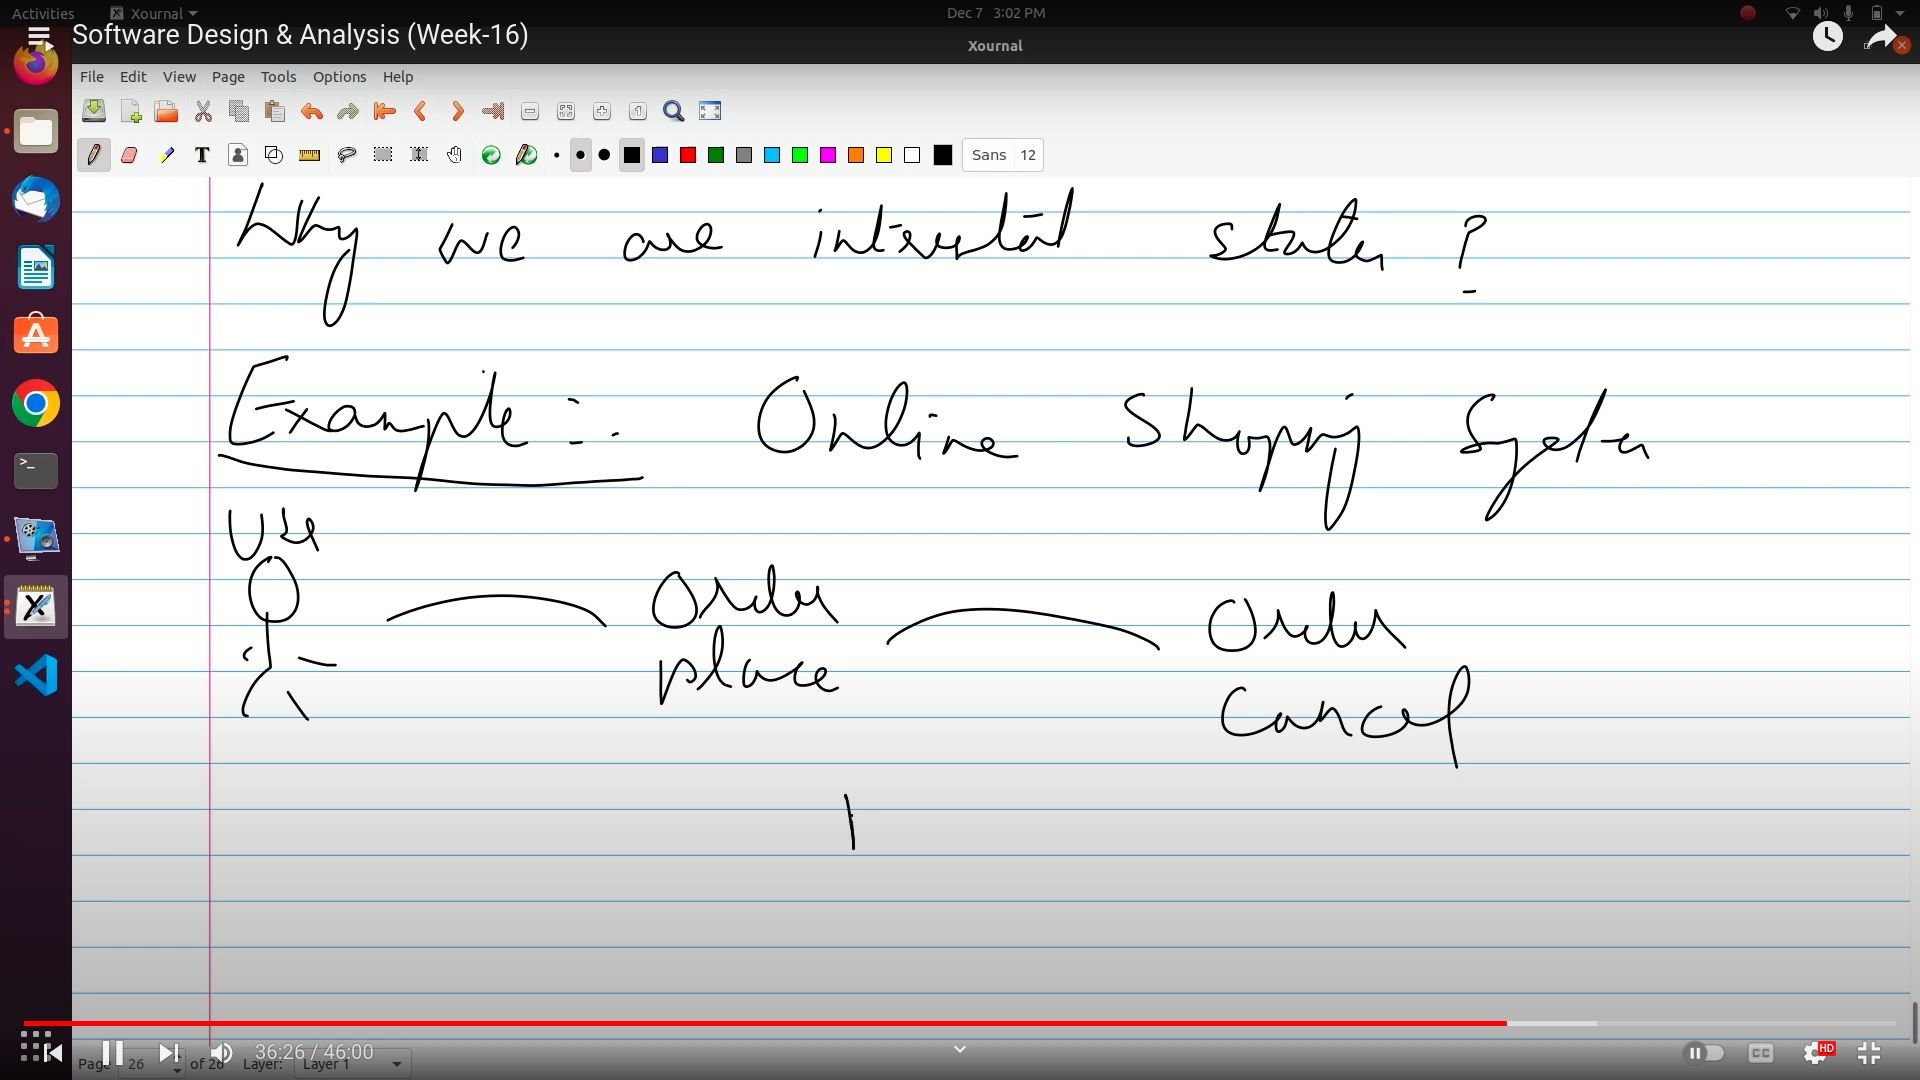 Activities Xournal Dec 7 3:02 PM
Software Design & Analysis (Week-16)
Xournal
File Edit View Page Tools Options Help
T Sans 12
Why we are interested states ?
Example :- Online Shopping System
User
Order Order
place Cancel
36:26 / 46:00 CC HD
Page 26 of 26 Layer: Layer 1